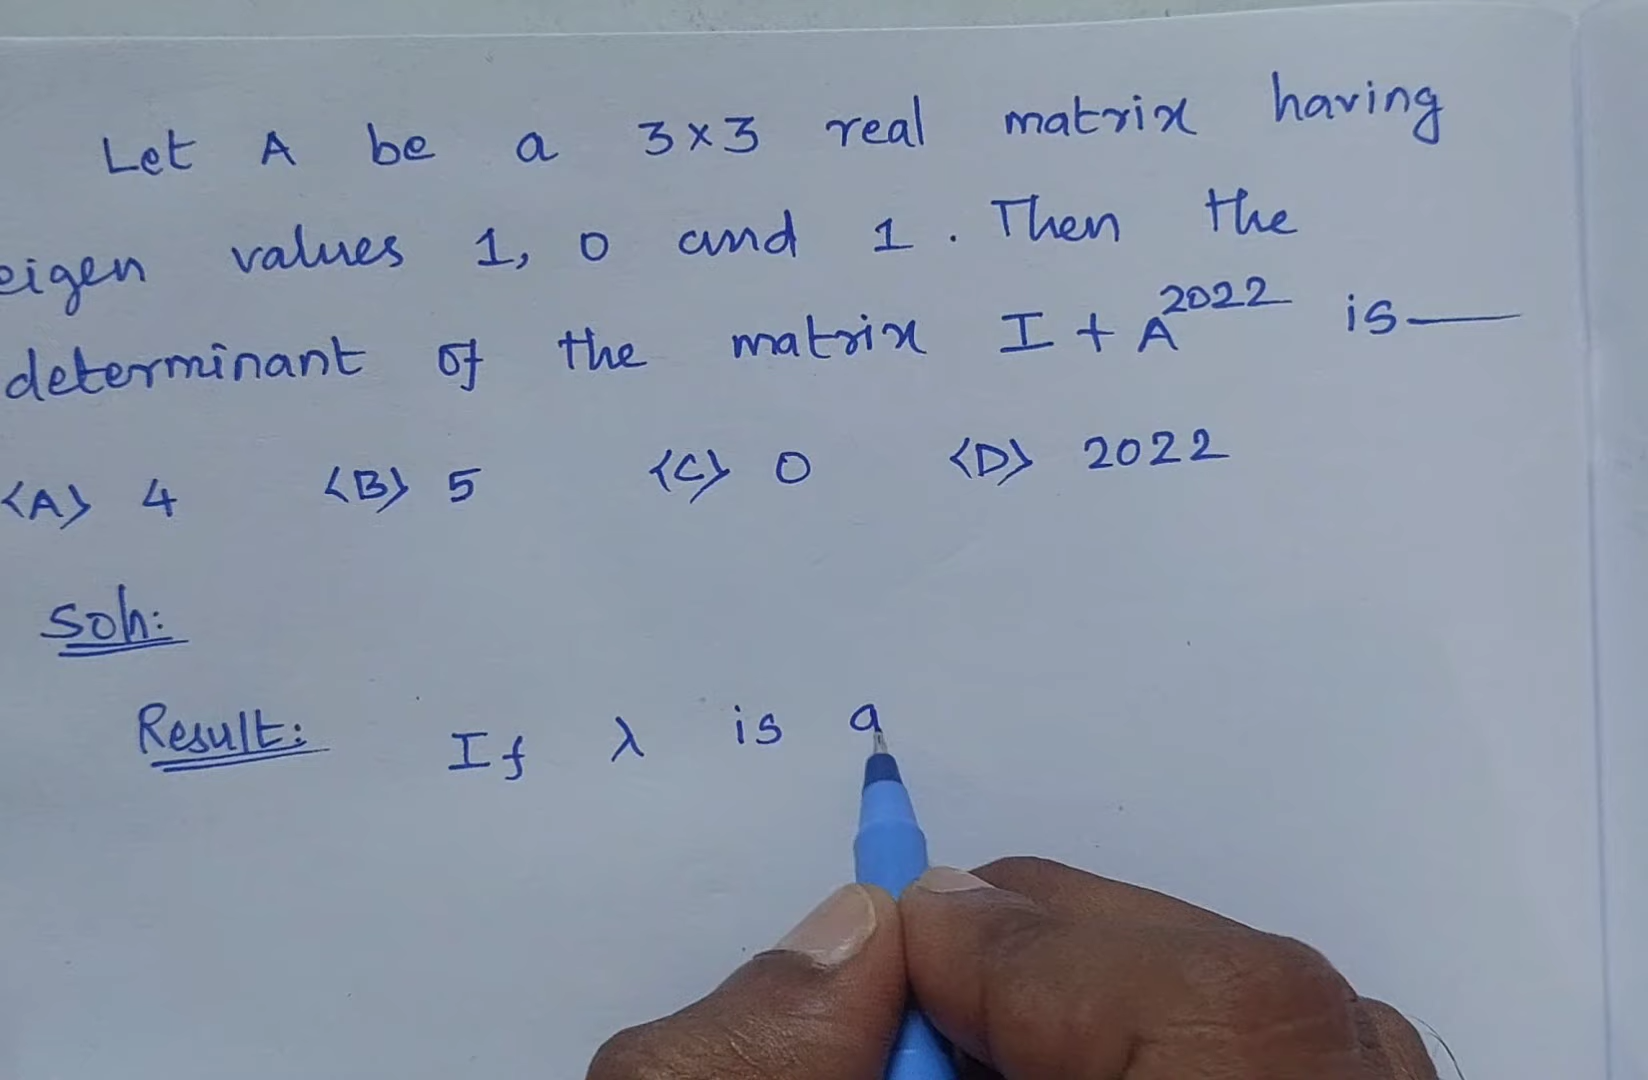 Let A be a 3×3 real matrix having
eigen values 1, 0 and 1. Then the
determinant of the matrix I + A^2022 is ___
<A> 4 <B> 5 <C> 0 <D> 2022
Soln:
Result: If λ is a